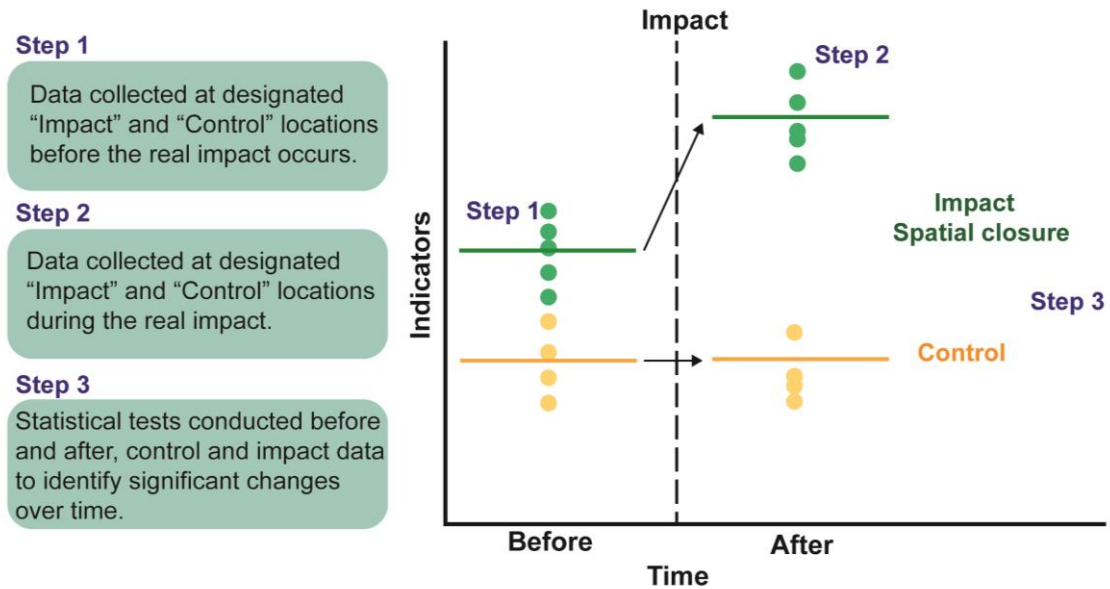 Step 1
Data collected at designated
“Impact” and “Control” locations
before the real impact occurs.
Step 2
Data collected at designated
“Impact” and “Control” locations
during the real impact.
Step 3
Statistical tests conducted before
and after, control and impact data
to identify significant changes
over time.
Impact
Step 2
Step 1
Impact
Spatial closure
Step 3
Control
Indicators
Before
After
Time